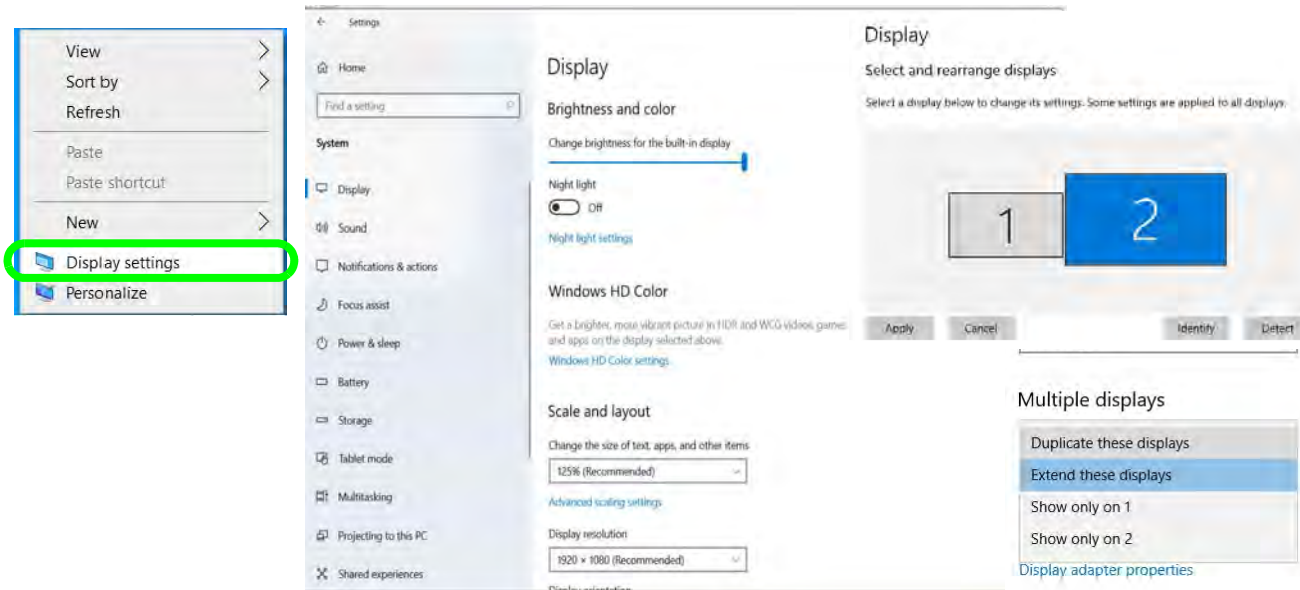 View
Sort by
Refresh
Paste
Paste shortcut
New
Display settings
Personalize
Settings
Home
Find a setting
System
Display
Sound
Notifications & actions
Focus assist
Power & sleep
Battery
Storage
Tablet mode
Multitasking
Projecting to this PC
Shared experiences
Display
Brightness and color
Change brightness for the built-in display
Night light
Off
Night light settings
Windows HD Color
Get a brighter, more vibrant picture in HDR and WCG videos, games
and apps on the display selected above.
Windows HD Color settings
Scale and layout
Change the size of text, apps, and other items
125% (Recommended)
Advanced scaling settings
Display resolution
1920 × 1080 (Recommended)
Display orientation
Display
Select and rearrange displays
Select a display below to change its settings. Some settings are applied to all displays.
1
2
Apply
Cancel
Identify
Detect
Multiple displays
Duplicate these displays
Extend these displays
Show only on 1
Show only on 2
Display adapter properties